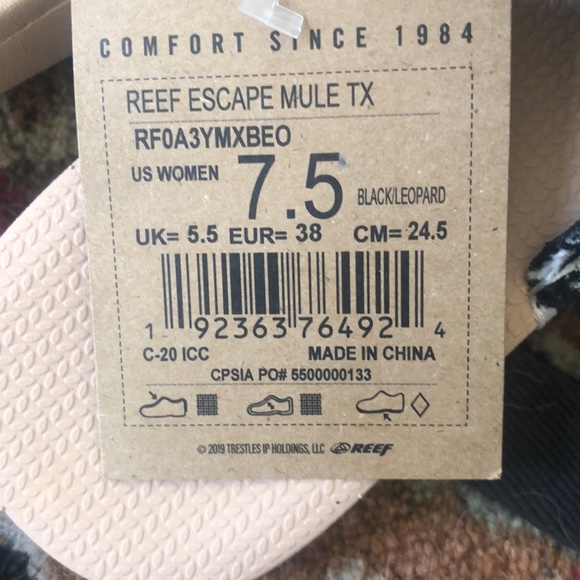 COMFORT SINCE 1984
REEF ESCAPE MULE TX
RF0A3YMXBEO
US WOMEN 7.5 BLACK/LEOPARD
UK= 5.5 EUR= 38 CM= 24.5
1 92363 76492 4
C-20 ICC MADE IN CHINA
CPSIA PO# 5500000133
© 2019 TRESTLES IP HOLDINGS, LLC REEF